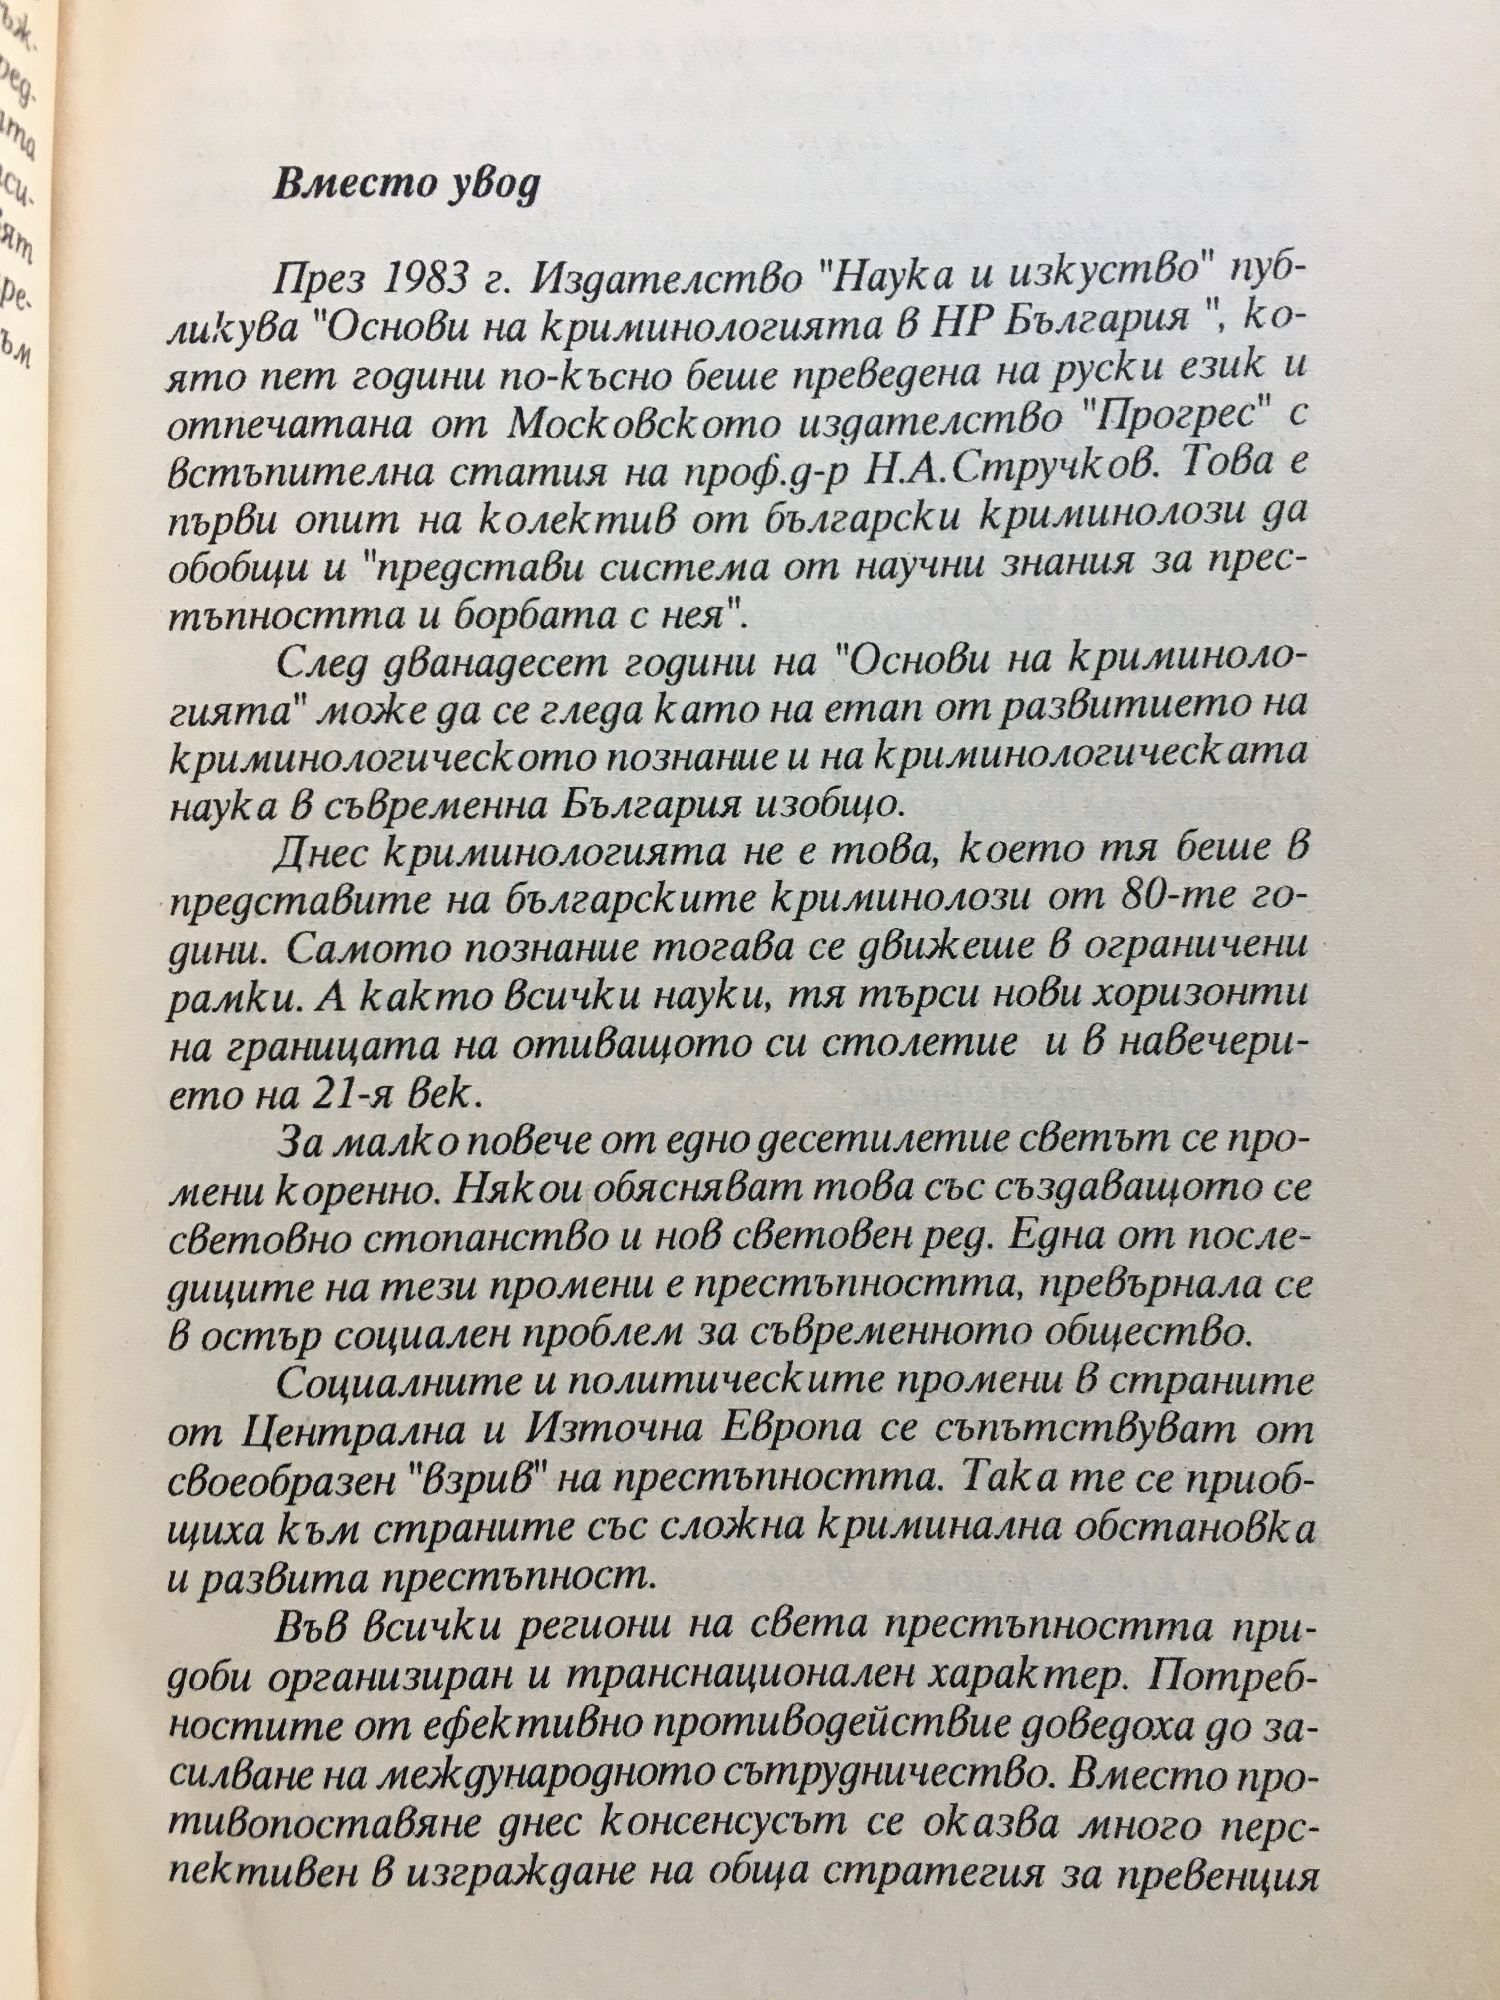 ъж-
ред-
ата
си-
вят
ре-
ъм
Вместо увод
През 1983 г. Издателство "Наука и изкуство" пуб-
ликува "Основи на криминологията в НР България ", ко-
ято пет години по-късно беше преведена на руски език и
отпечатана от Московското издателство "Прогрес" с
встъпителна статия на проф.д-р Н.А.Стручков. Това е
първи опит на колектив от български криминолози да
обобщи и "представи система от научни знания за прес-
тъпността и борбата с нея".
След дванадесет години на "Основи на криминоло-
гията" може да се гледа като на етап от развитието на
криминологическото познание и на криминологическата
наука в съвременна България изобщо.
Днес криминологията не е това, което тя беше в
представите на българските криминолози от 80-те го-
дини. Самото познание тогава се движеше в ограничени
рамки. А както всички науки, тя търси нови хоризонти
на границата на отиващото си столетие и в навечери-
ето на 21-я век.
За малко повече от едно десетилетие светът се про-
мени коренно. Някои обясняват това със създаващото се
световно стопанство и нов световен ред. Една от после-
диците на тези промени е престъпността, превърнала се
в остър социален проблем за съвременното общество.
Социалните и политическите промени в страните
от Централна и Източна Европа се съпътствуват от
своеобразен "взрив" на престъпността. Така те се приоб-
щиха към страните със сложна криминална обстановка
и развита престъпност.
Във всички региони на света престъпността при-
доби организиран и транснационален характер. Потреб-
ностите от ефективно противодействие доведоха до за-
силване на международното сътрудничество. Вместо про-
тивопоставяне днес консенсусът се оказва много перс-
пективен в изграждане на обща стратегия за превенция